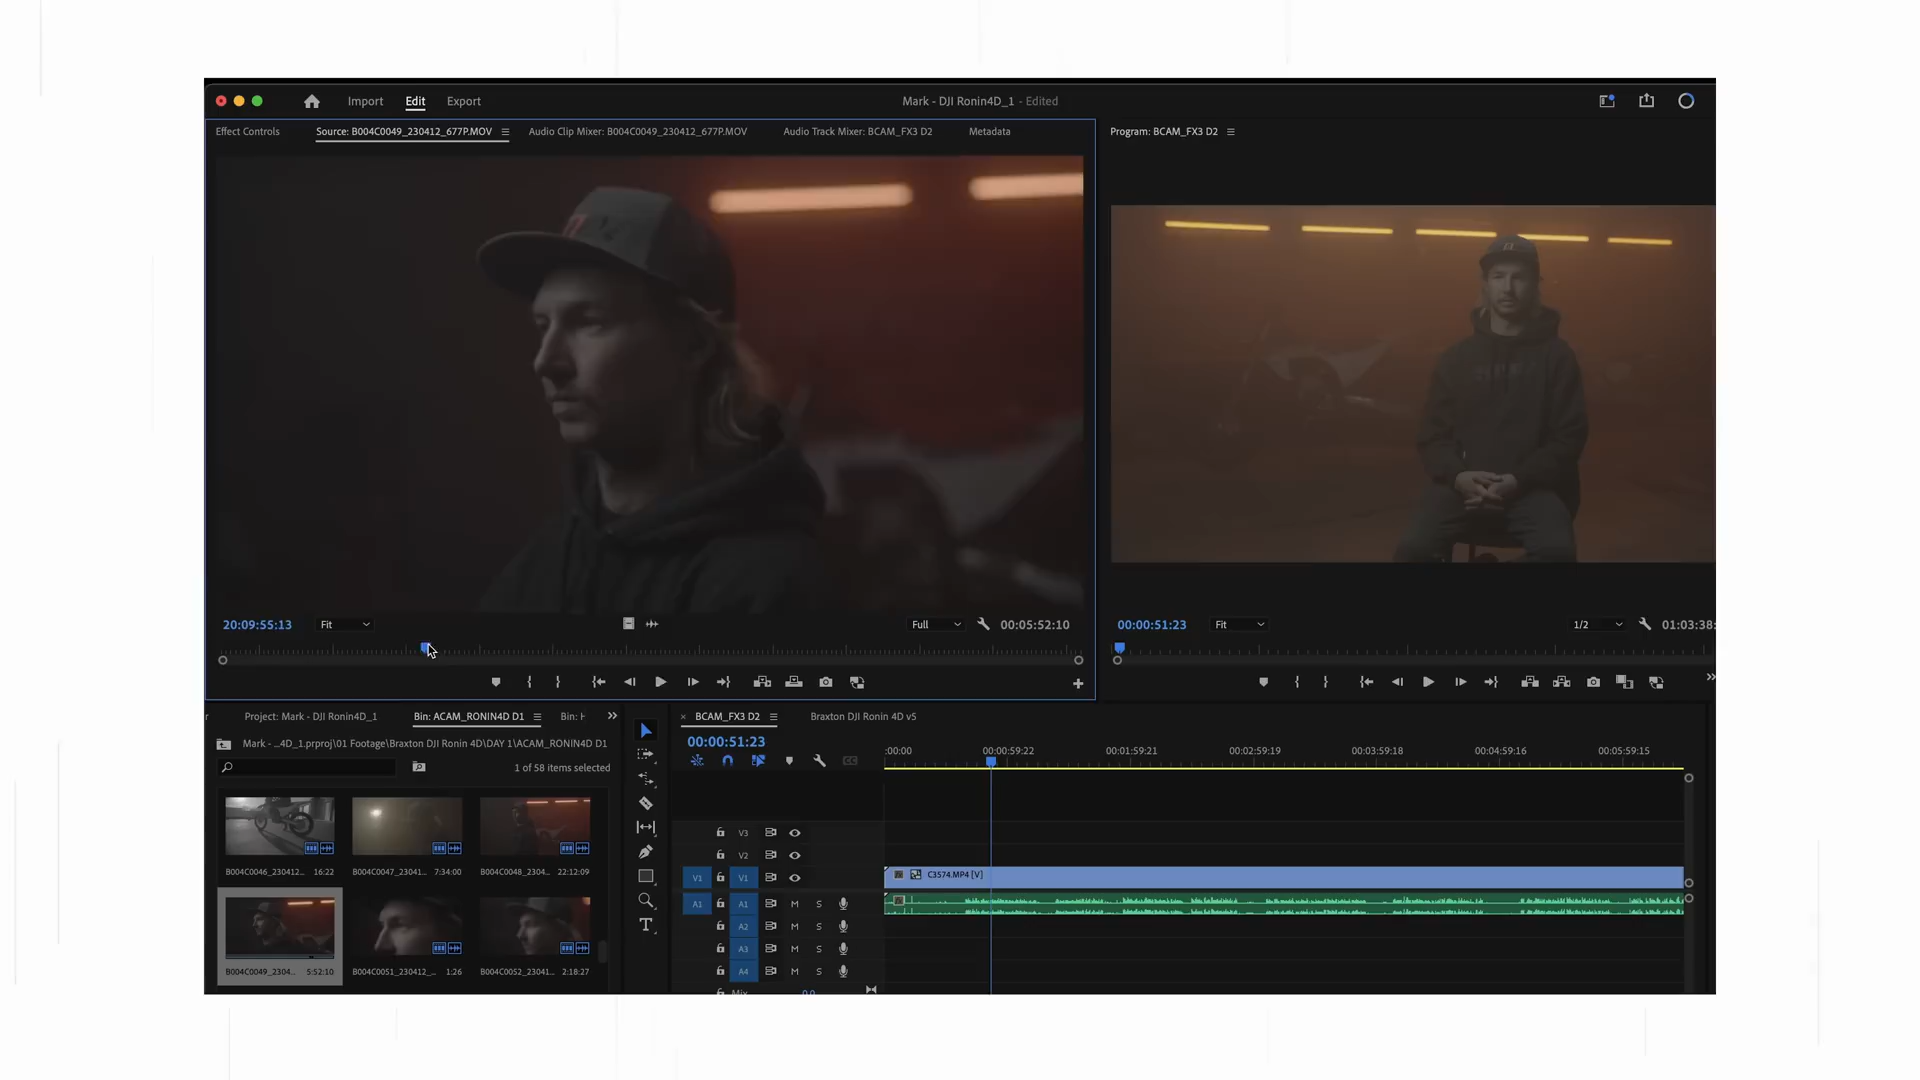 Import Edit Export Mark - DJI Ronin4D_1 - Edited
Effect Controls Source: B004C0049_230412_677P.MOV Audio Clip Mixer: B004C0049_230412_677P.MOV Audio Track Mixer: BCAM_FX3 D2 Metadata Program: BCAM_FX3 D2
20:09:55:13 Fit Full 00:05:52:10 00:00:51:23 Fit 1/2 01:03:38:
Project: Mark - DJI Ronin4D_1 Bin: ACAM_RONIN4D D1 Bin:
Mark - ...4D_1.prproj\01 Footage\Braxton DJI Ronin 4D\DAY 1\ACAM_RONIN4D D1
1 of 58 items selected
B004C0046_230412... 16:22 B004C0047_23041... 7:34:00 B004C0048_2304... 22:12:09
B004C0049_2304... 5:52:10 B004C0051_230412_... 1:26 B004C0052_23041... 2:18:27
× BCAM_FX3 D2 Braxton DJI Ronin 4D v5
00:00:51:23
:00:00 00:00:59:22 00:01:59:21 00:02:59:19 00:03:59:18 00:04:59:16 00:05:59:15
V3
V2
V1 V1 C3574.MP4 [V]
A1 A1 M S
A2 M S
A3 M S
A4 M S
Mix 0.0